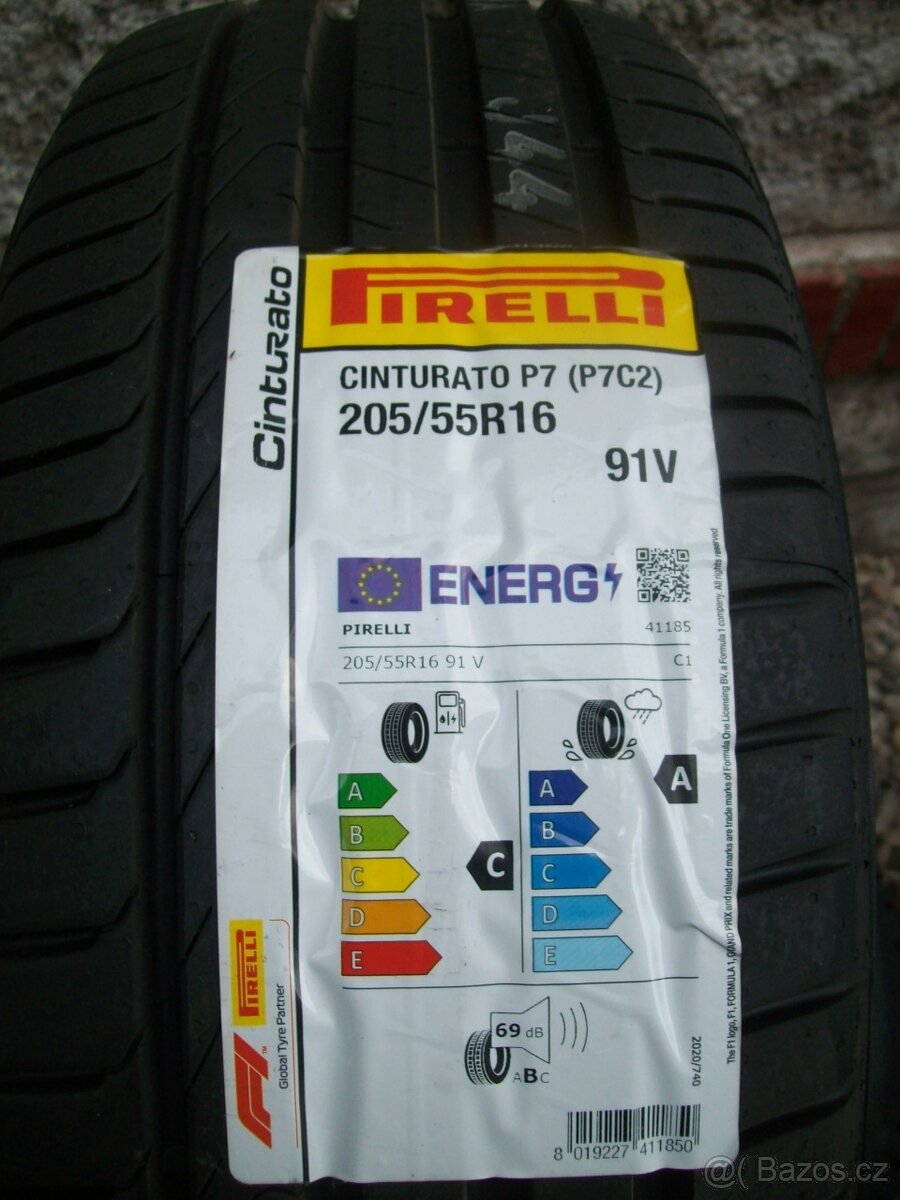 Cinturato
PIRELLI
CINTURATO P7 (P7C2)
205/55R16
91V
ENERG
PIRELLI
41185
205/55R16 91 V
C1
A
B
C
D
E
C
A
B
C
D
E
A
69 dB
ABC
2020/740
The F1 logo, F1, FORMULA 1, GRAND PRIX and related marks are trade marks of Formula One Licensing BV, a Formula 1 company. All rights reserved
PIRELLI
F1™
Global Tyre Partner
8 019227 411850
@( Bazos.cz